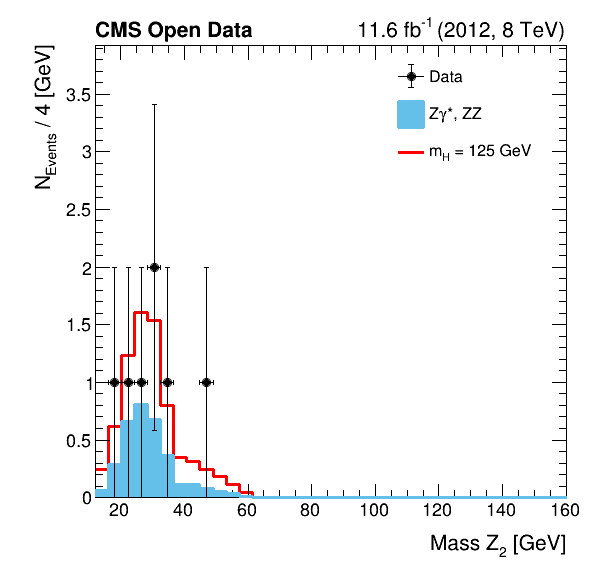 CMS Open Data
11.6 fb⁻¹ (2012, 8 TeV)
N_Events / 4 [GeV]
Data
Zγ*, ZZ
m_H = 125 GeV
3.5
3
2.5
2
1.5
1
0.5
0
20 40 60 80 100 120 140 160
Mass Z₂ [GeV]